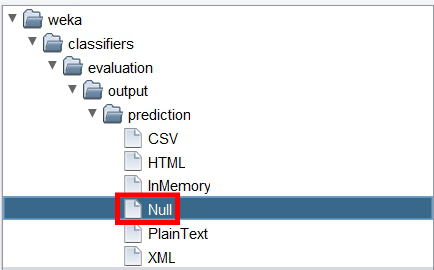 weka
classifiers
evaluation
output
prediction
CSV
HTML
InMemory
Null
PlainText
XML